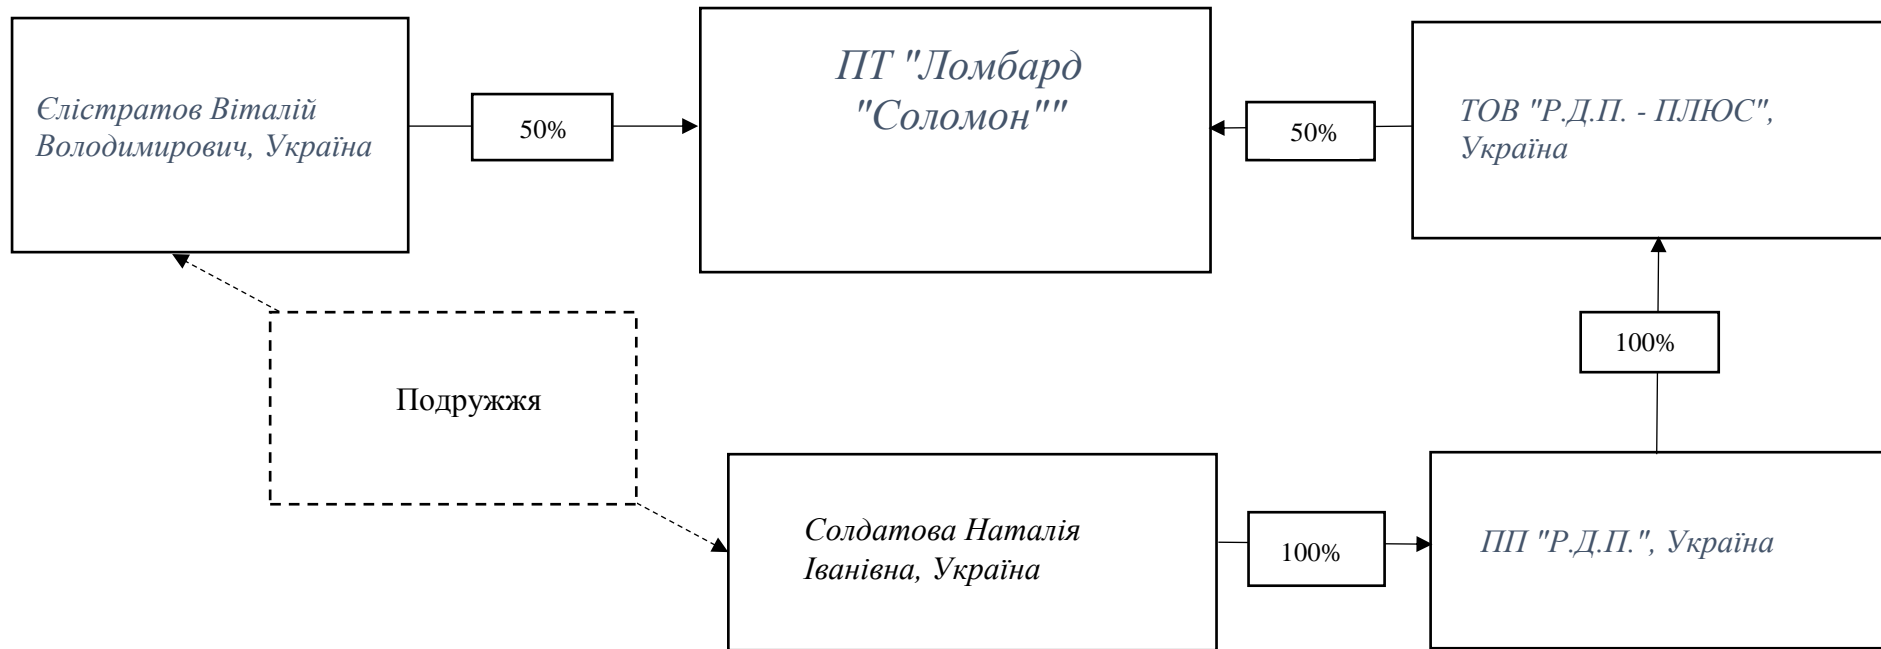 ПТ "Ломбард
"Соломон""
Єлістратов Віталій
Володимирович, Україна
50%
50%
ТОВ "Р.Д.П. - ПЛЮС",
Україна
100%
Подружжя
Солдатова Наталія
Іванівна, Україна
100%
ПП "Р.Д.П.", Україна